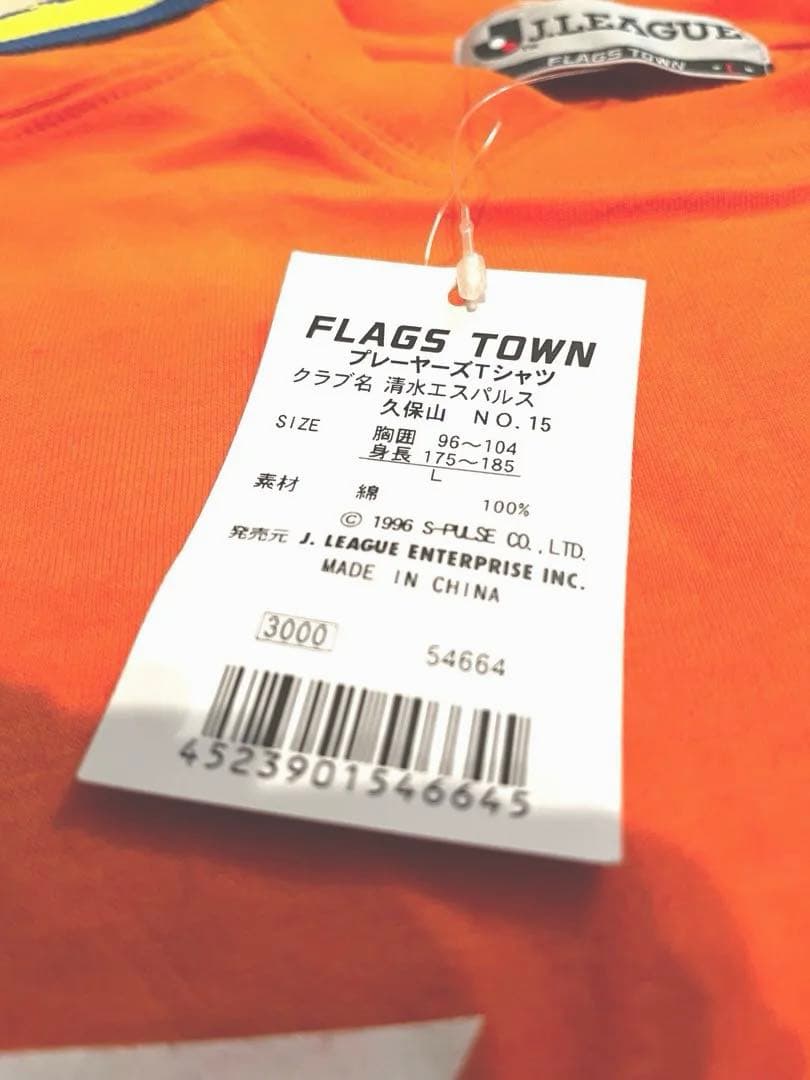 J.LEAGUE
FLAGS TOWN
L
FLAGS TOWN
プレーヤーズTシャツ
クラブ名 清水エスパルス
久保山 NO.15
SIZE 胸囲 96〜104
身長 175〜185
L
素材 綿 100%
© 1996 S-PULSE CO.,LTD.
発売元 J. LEAGUE ENTERPRISE INC.
MADE IN CHINA
3000 54664
4523901546645